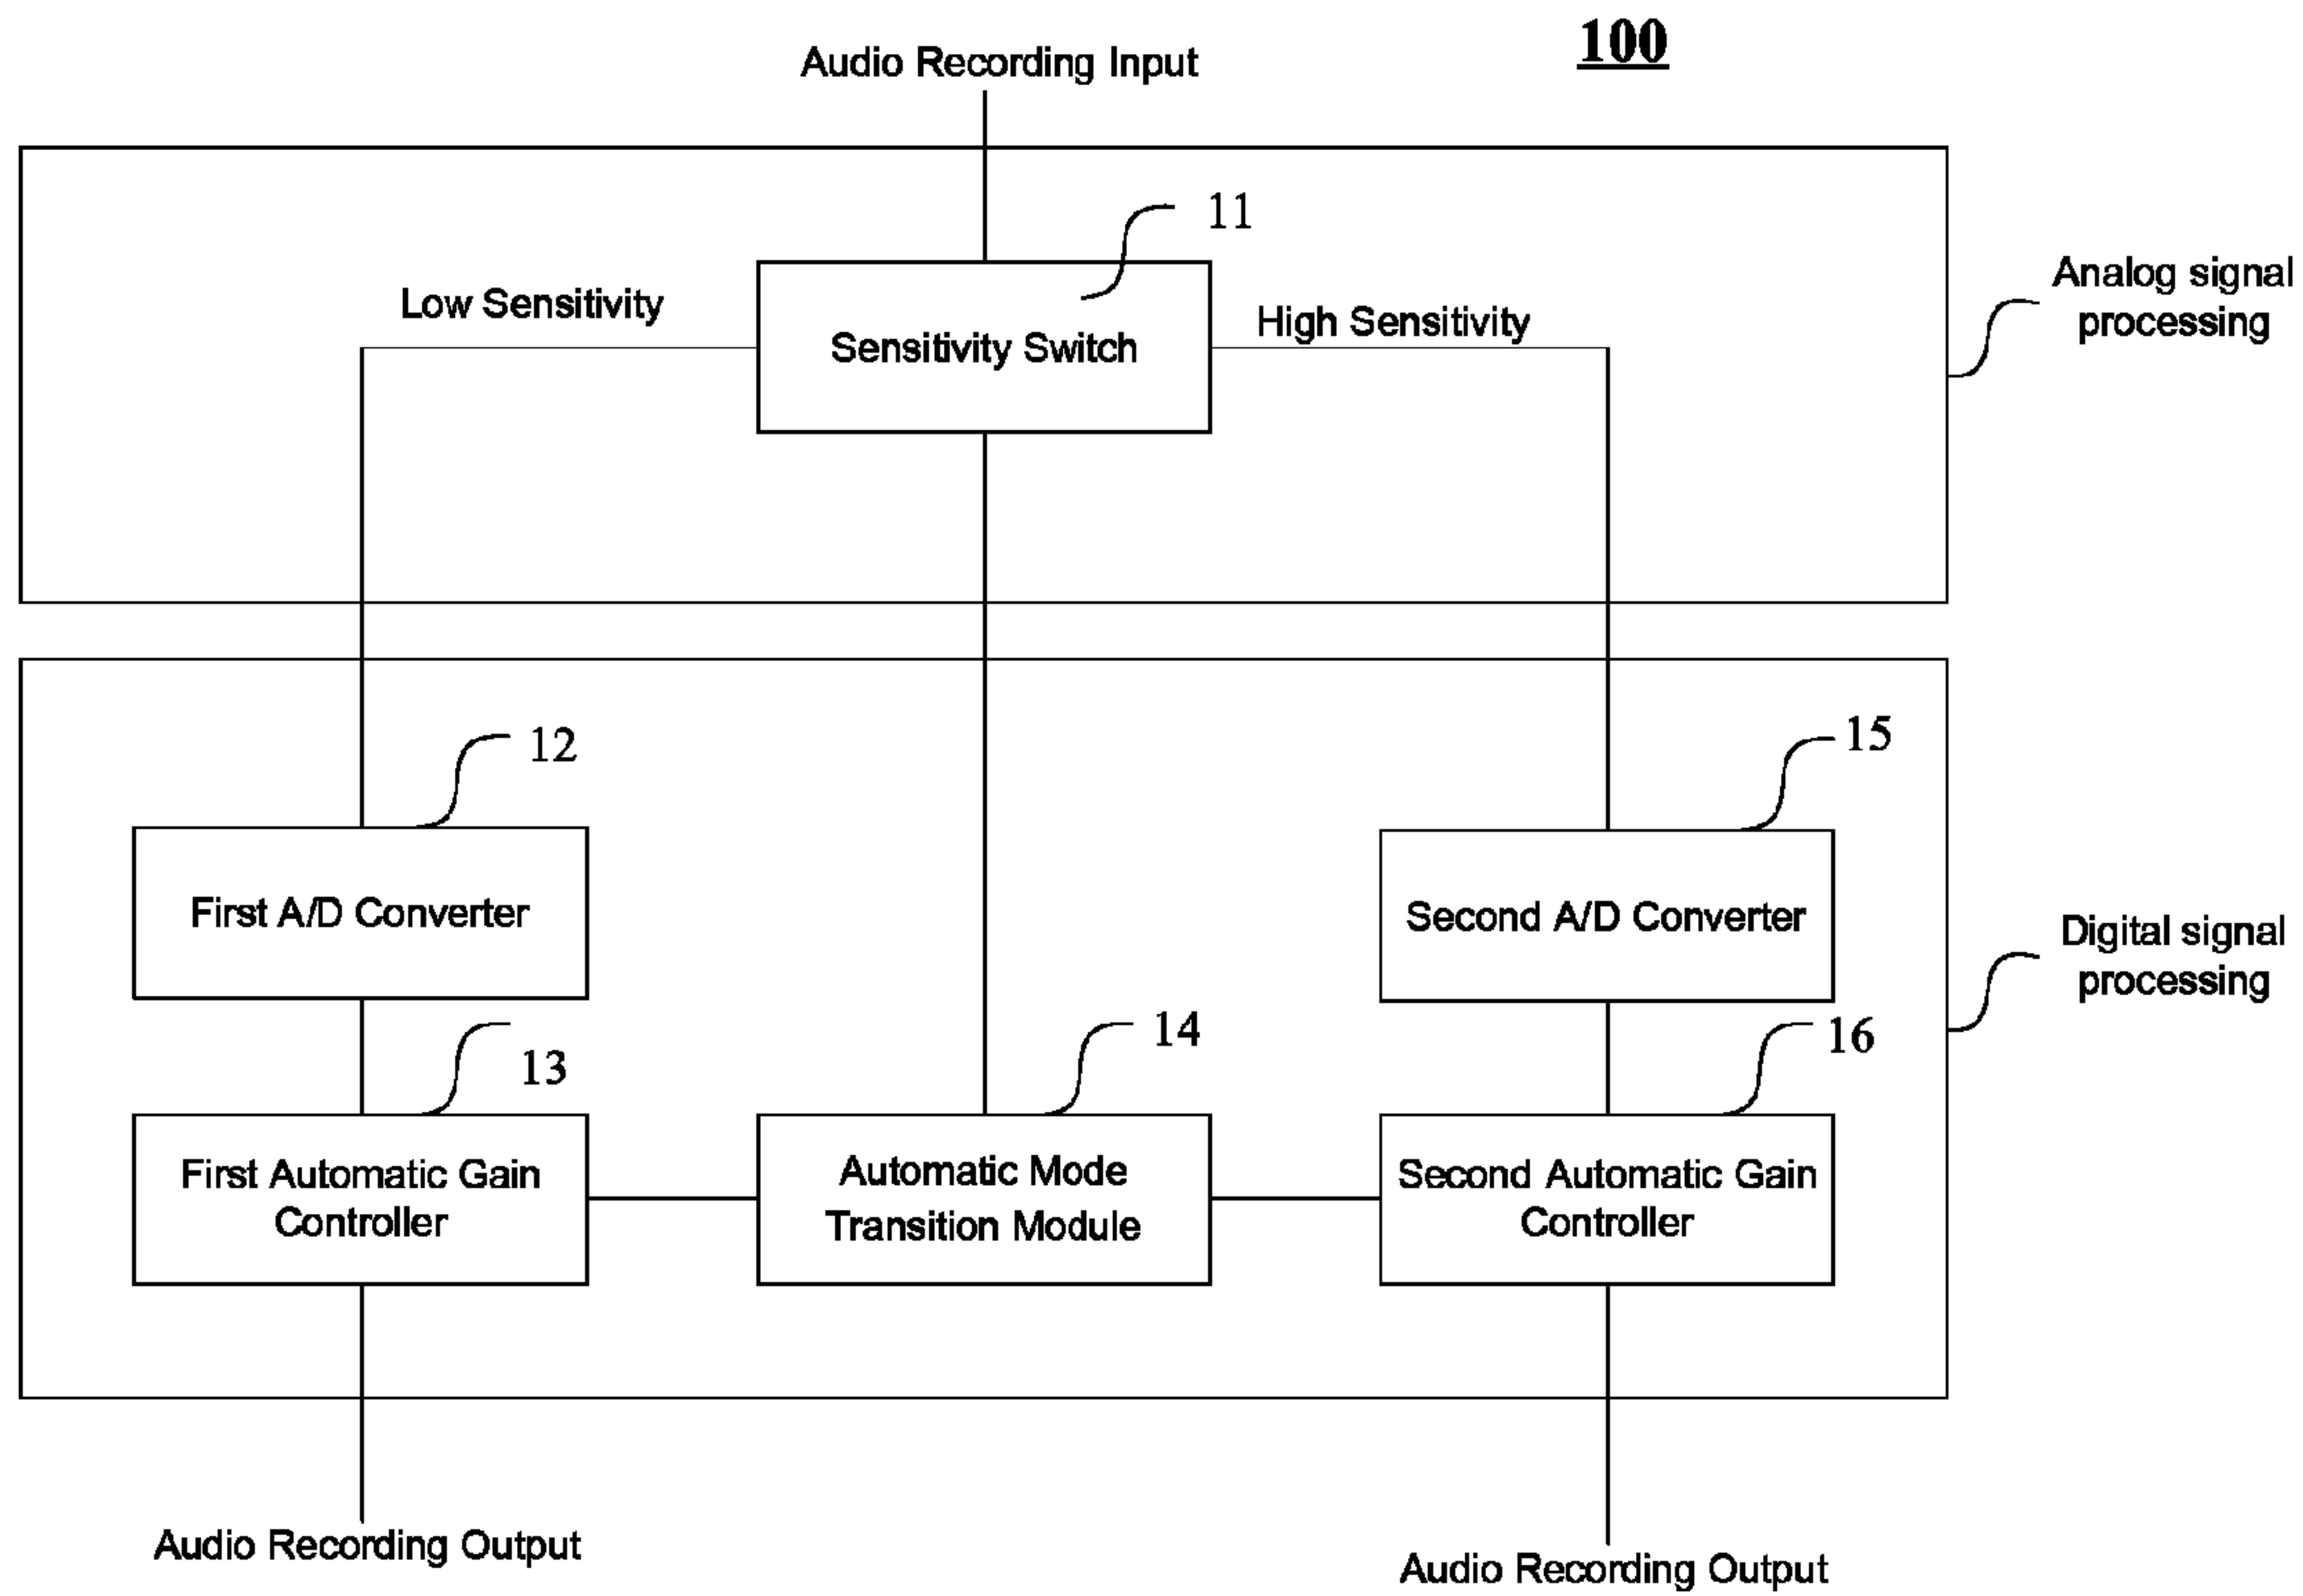 100
Audio Recording Input
11
Low Sensitivity
High Sensitivity
Sensitivity Switch
Analog signal
processing
12
15
First A/D Converter
Second A/D Converter
Digital signal
processing
13
14
16
First Automatic Gain
Controller
Automatic Mode
Transition Module
Second Automatic Gain
Controller
Audio Recording Output
Audio Recording Output